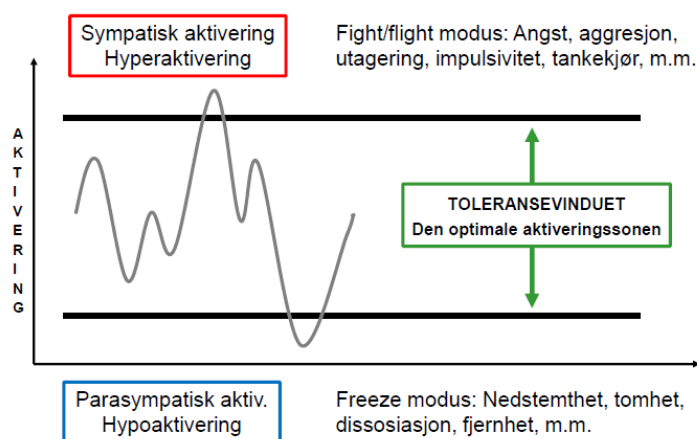 Sympatisk aktivering
Hyperaktivering
Fight/flight modus: Angst, aggresjon,
utagering, impulsivitet, tankekjør, m.m.
AKTIVERING
TOLERANSEVINDUET
Den optimale aktiveringssonen
Parasympatisk aktiv.
Hypoaktivering
Freeze modus: Nedstemthet, tomhet,
dissosiasjon, fjernhet, m.m.